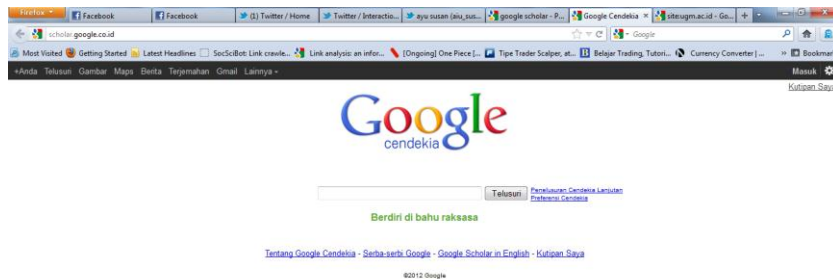 Firefox
Facebook
Facebook
(1) Twitter / Home
Twitter / Interactio...
ayu susan (aiu_sus...
google scholar - P...
Google Cendekia
site:ugm.ac.id - Go...
scholar.google.co.id
Google
Most Visited Getting Started Latest Headlines SocSciBot: Link crawle... Link analysis: an infor... [Ongoing] One Piece [... Tipe Trader Scalper, at... Belajar Trading, Tutori... Currency Converter | ... » Bookmar
+Anda Telusuri Gambar Maps Berita Terjemahan Gmail Lainnya Masuk
Kutipan Saya
Google
cendekia
Telusuri
Penelusuran Cendekia Lanjutan
Preferensi Cendekia
Berdiri di bahu raksasa
Tentang Google Cendekia - Serba-serbi Google - Google Scholar in English - Kutipan Saya
©2012 Google